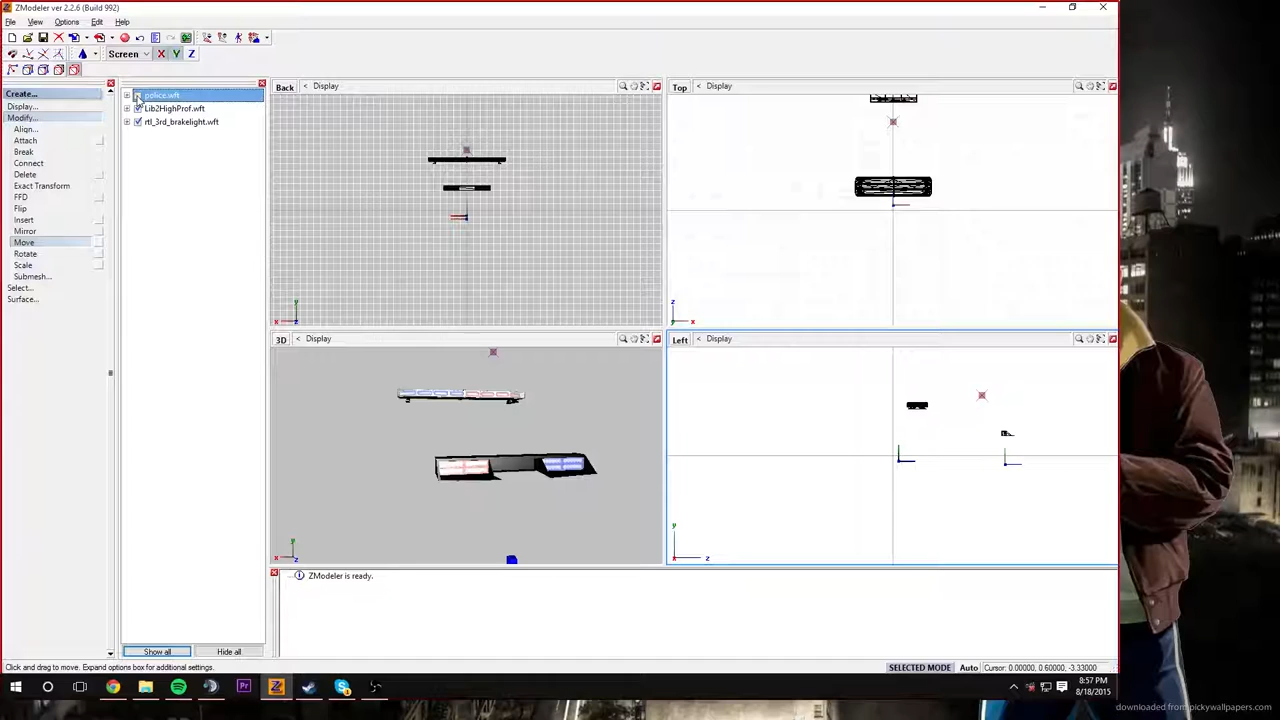 ZModeler ver 2.2.6 (Build 992)
File View Options Edit Help
Screen X Y Z
Create...
Display...
Modify...
Align...
Attach
Break
Connect
Delete
Exact Transform
FFD
Flip
Insert
Mirror
Move
Rotate
Scale
Submesh...
Select...
Surface...
police.wft
Lib2HighProf.wft
rtl_3rd_brakelight.wft
Show all Hide all
Back < Display
x y z
Top < Display
z y x
3D < Display
y x z
Left < Display
y x z
ZModeler is ready.
Click and drag to move. Expand options box for additional settings.
SELECTED MODE Auto Cursor: 0.00000, 0.60000, -3.33000
Pr Z S
8:57 PM
8/18/2015
downloaded from pickywallpapers.com